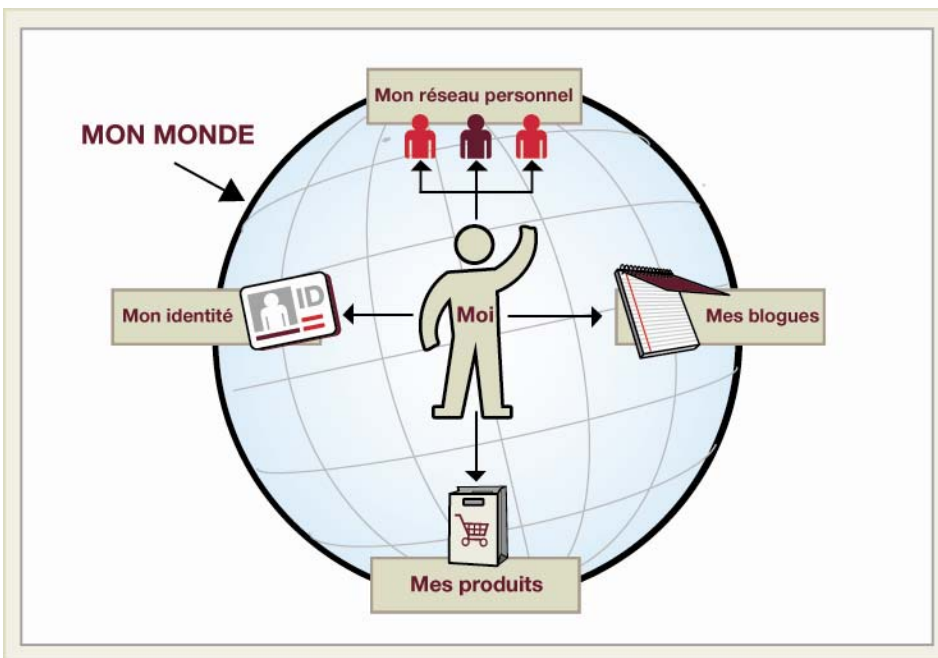 Mon réseau personnel
MON MONDE
Mon identité
ID
Moi
Mes blogues
Mes produits